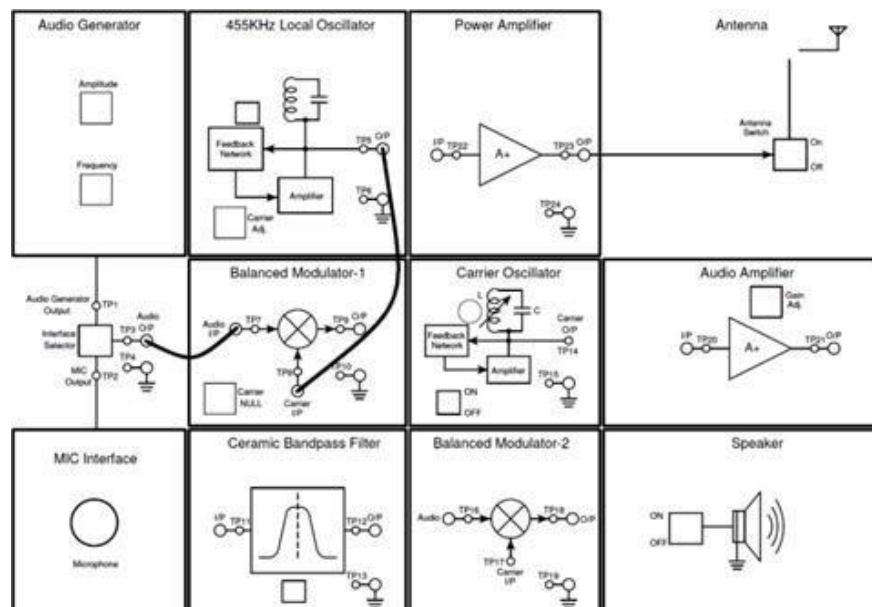 Audio Generator
Amplitude
Frequency
455KHz Local Oscillator
Feedback
Network
Amplifier
Carrier
Adj.
TP5
O/P
TP6
Power Amplifier
I/P
TP22
A+
TP23
O/P
TP24
Antenna
Antenna
Switch
On
Off
Audio Generator
Output
TP1
Interface
Selector
TP3
Audio
O/P
TP4
MIC
Output
TP2
Balanced Modulator-1
Audio
I/P
TP7
TP9
O/P
TP8
Carrier
I/P
TP10
Carrier
NULL
Carrier Oscillator
L
C
Feedback
Network
Amplifier
Carrier
O/P
TP14
TP15
ON
OFF
Audio Amplifier
Gain
Adj.
I/P
TP20
A+
TP21
O/P
MIC Interface
Microphone
Ceramic Bandpass Filter
I/P
TP11
TP12
O/P
TP13
Balanced Modulator-2
Audio
TP16
TP18
O/P
TP17
Carrier
I/P
TP19
Speaker
ON
OFF